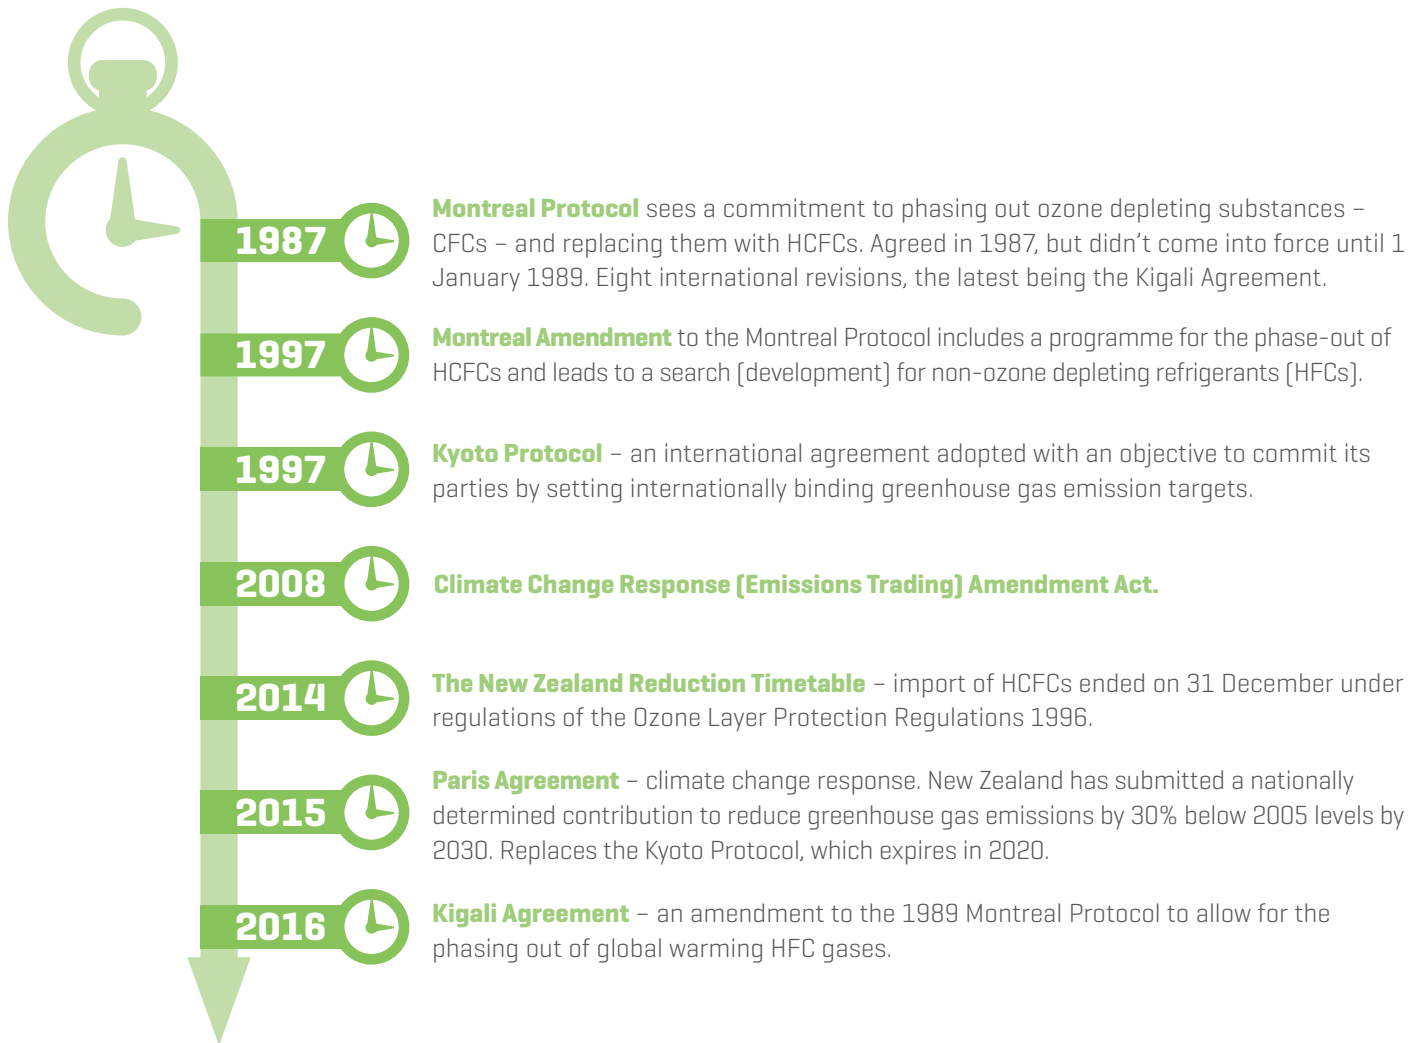 1987
Montreal Protocol sees a commitment to phasing out ozone depleting substances –
CFCs – and replacing them with HCFCs. Agreed in 1987, but didn’t come into force until 1
January 1989. Eight international revisions, the latest being the Kigali Agreement.
1997
Montreal Amendment to the Montreal Protocol includes a programme for the phase-out of
HCFCs and leads to a search (development) for non-ozone depleting refrigerants (HFCs).
1997
Kyoto Protocol – an international agreement adopted with an objective to commit its
parties by setting internationally binding greenhouse gas emission targets.
2008
Climate Change Response (Emissions Trading) Amendment Act.
2014
The New Zealand Reduction Timetable – import of HCFCs ended on 31 December under
regulations of the Ozone Layer Protection Regulations 1996.
2015
Paris Agreement – climate change response. New Zealand has submitted a nationally
determined contribution to reduce greenhouse gas emissions by 30% below 2005 levels by
2030. Replaces the Kyoto Protocol, which expires in 2020.
2016
Kigali Agreement – an amendment to the 1989 Montreal Protocol to allow for the
phasing out of global warming HFC gases.